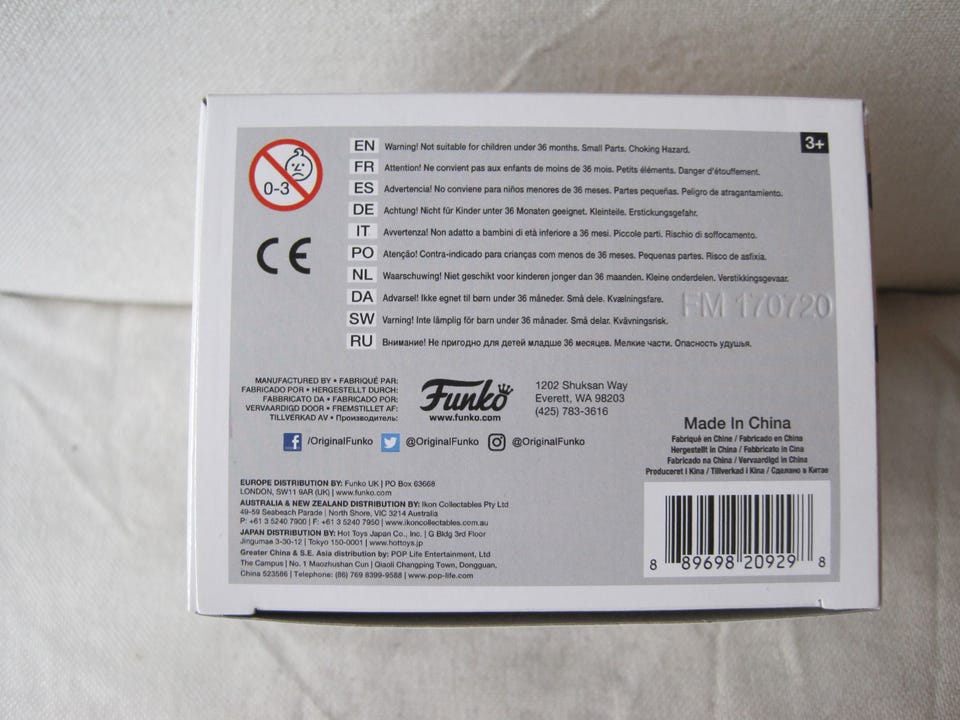 3+
0-3
CE
EN Warning! Not suitable for children under 36 months. Small Parts. Choking Hazard.
FR Attention! Ne convient pas aux enfants de moins de 36 mois. Petits éléments. Danger d'étouffement.
ES Advertencia! No conviene para niños menores de 36 meses. Partes pequeñas. Peligro de atragantamiento.
DE Achtung! Nicht für Kinder unter 36 Monaten geeignet. Kleinteile. Erstickungsgefahr.
IT Avvertenza! Non adatto a bambini di età inferiore a 36 mesi. Piccole parti. Rischio di soffocamento.
PO Atenção! Contra-indicado para crianças com menos de 36 meses. Pequenas partes. Risco de asfixia.
NL Waarschuwing! Niet geschikt voor kinderen jonger dan 36 maanden. Kleine onderdelen. Verstikkingsgevaar.
DA Advarsel! Ikke egnet til børn under 36 måneder. Små dele. Kvælningsfare.
FM 170720
SW Varning! Inte lämplig för barn under 36 månader. Små delar. Kvävningsrisk.
RU Внимание! Не пригодно для детей младше 36 месяцев. Мелкие части. Опасность удушья.
MANUFACTURED BY • FABRIQUÉ PAR:
FABRICADO POR • HERGESTELLT DURCH:
FABBRICATO DA • FABRICADO POR:
VERVAARDIGD DOOR • FREMSTILLET AF:
TILLVERKAD AV • Производитель:
Funko
www.funko.com
1202 Shuksan Way
Everett, WA 98203
(425) 783-3616
/OriginalFunko @OriginalFunko @OriginalFunko
EUROPE DISTRIBUTION BY: Funko UK | PO Box 63668
LONDON, SW11 9AR (UK) | www.funko.com
AUSTRALIA & NEW ZEALAND DISTRIBUTION BY: Ikon Collectables Pty Ltd
49-59 Seabeach Parade | North Shore, VIC 3214 Australia
P: +61 3 5240 7900 | F: +61 3 5240 7950 | www.ikoncollectables.com.au
JAPAN DISTRIBUTION BY: Hot Toys Japan Co., Inc. | G Bldg 3rd Floor
Jingumae 3-30-12 | Tokyo 150-0001 | www.hottoys.jp
Greater China & S.E. Asia distribution by: POP Life Entertainment, Ltd
The Campus | No. 1 Maozhushan Cun | Qiaoli Changping Town, Dongguan,
China 523586 | Telephone: (86) 769 8399-9588 | www.pop-life.com
Made In China
Fabriqué en Chine / Fabricado en China
Hergestellt in China / Fabbricato in Cina
Fabricado na China / Vervaardigd in China
Produceret i Kina / Tillverkad i Kina / Сделано в Китае
8 89698 20929 8